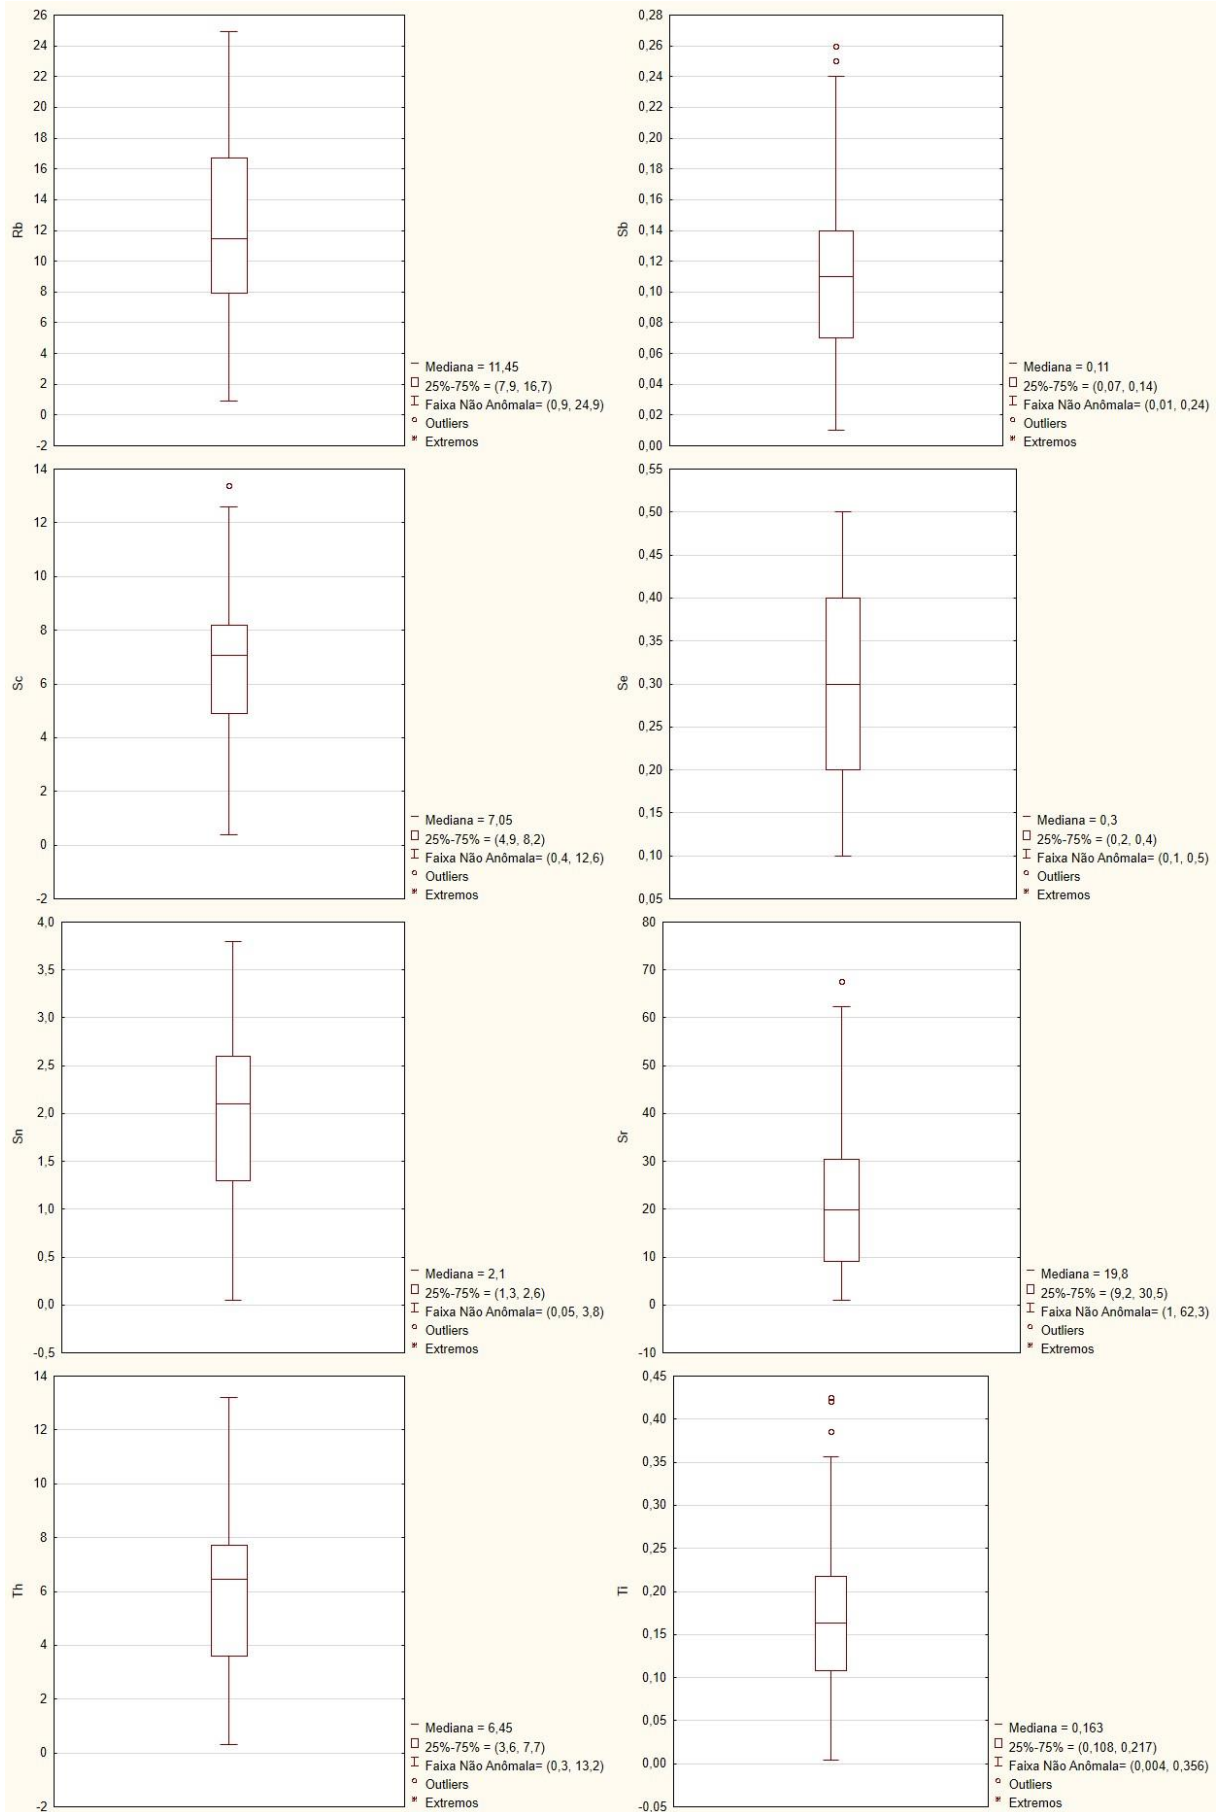 26
24
22
20
18
16
14
12
10
8
6
4
2
0
-2
Rb
Mediana = 11,45
25%-75% = (7,9, 16,7)
Faixa Não Anômala= (0,9, 24,9)
Outliers
Extremos
0,28
0,26
0,24
0,22
0,20
0,18
0,16
0,14
0,12
0,10
0,08
0,06
0,04
0,02
0,00
Sb
Mediana = 0,11
25%-75% = (0,07, 0,14)
Faixa Não Anômala= (0,01, 0,24)
Outliers
Extremos
14
12
10
8
6
4
2
0
-2
Sc
Mediana = 7,05
25%-75% = (4,9, 8,2)
Faixa Não Anômala= (0,4, 12,6)
Outliers
Extremos
0,55
0,50
0,45
0,40
0,35
0,30
0,25
0,20
0,15
0,10
0,05
Se
Mediana = 0,3
25%-75% = (0,2, 0,4)
Faixa Não Anômala= (0,1, 0,5)
Outliers
Extremos
4,0
3,5
3,0
2,5
2,0
1,5
1,0
0,5
0,0
-0,5
Sn
Mediana = 2,1
25%-75% = (1,3, 2,6)
Faixa Não Anômala= (0,05, 3,8)
Outliers
Extremos
80
70
60
50
40
30
20
10
0
-10
Sr
Mediana = 19,8
25%-75% = (9,2, 30,5)
Faixa Não Anômala= (1, 62,3)
Outliers
Extremos
14
12
10
8
6
4
2
0
-2
Th
Mediana = 6,45
25%-75% = (3,6, 7,7)
Faixa Não Anômala= (0,3, 13,2)
Outliers
Extremos
0,45
0,40
0,35
0,30
0,25
0,20
0,15
0,10
0,05
0,00
-0,05
Ti
Mediana = 0,163
25%-75% = (0,108, 0,217)
Faixa Não Anômala= (0,004, 0,356)
Outliers
Extremos